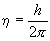 η = h / 2π